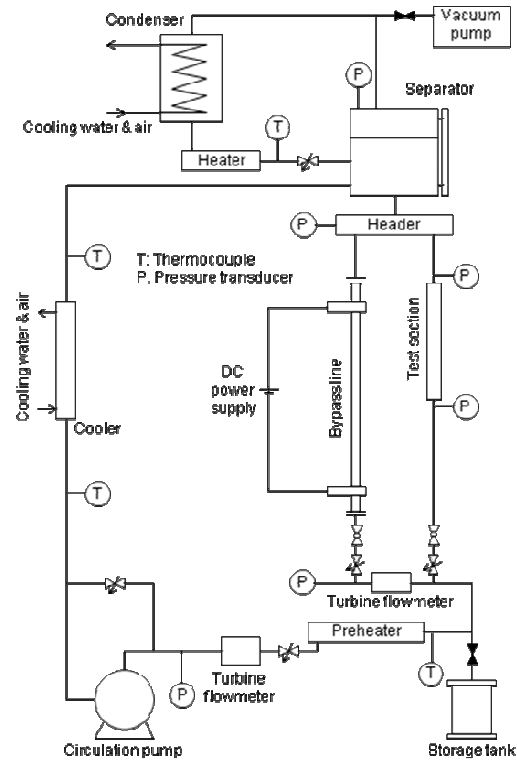 Condenser
Vacuum
pump
P
Separator
Cooling water & air
T
Heater
P
Header
T
T: Thermocouple
P: Pressure transducer
P
Cooling water & air
DC
power
supply
Bypassline
Test section
P
Cooler
T
P
Turbine flowmeter
Preheater
Turbine
flowmeter
P
T
Circulation pump
Storage tank